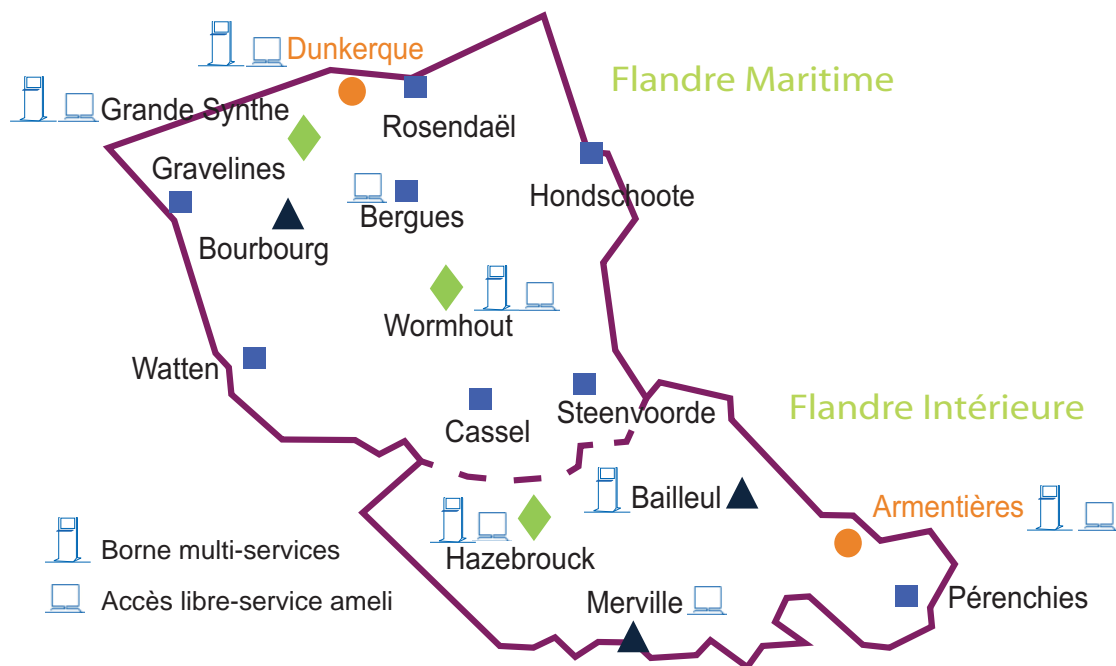 Dunkerque
Flandre Maritime
Grande Synthe
Rosendaël
Gravelines
Hondschoote
Bergues
Bourbourg
Wormhout
Watten
Steenvoorde
Flandre Intérieure
Cassel
Bailleul
Armentières
Borne multi-services
Hazebrouck
Accès libre-service ameli
Merville
Pérenchies